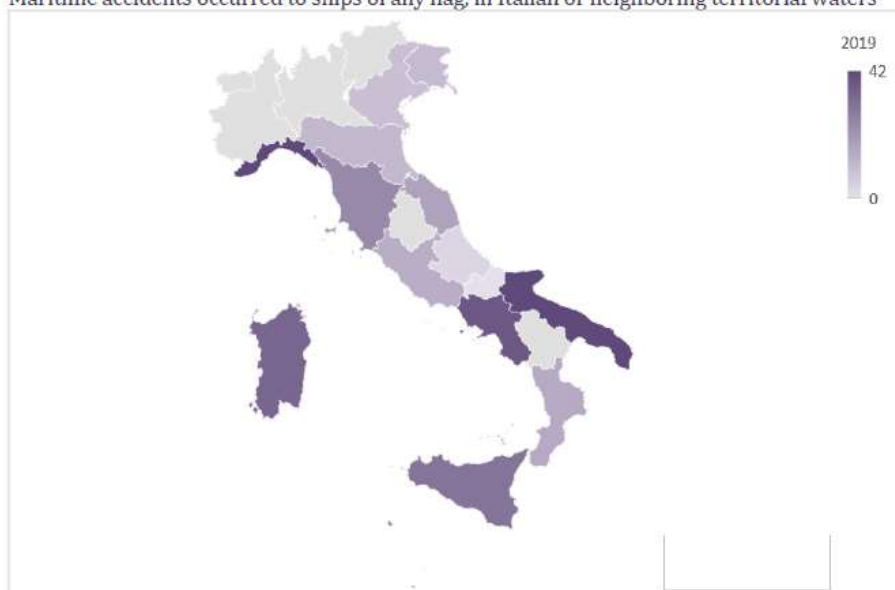 Maritime accidents occurred to ships of any flag, in Italian or neighboring territorial waters
2019
42
0